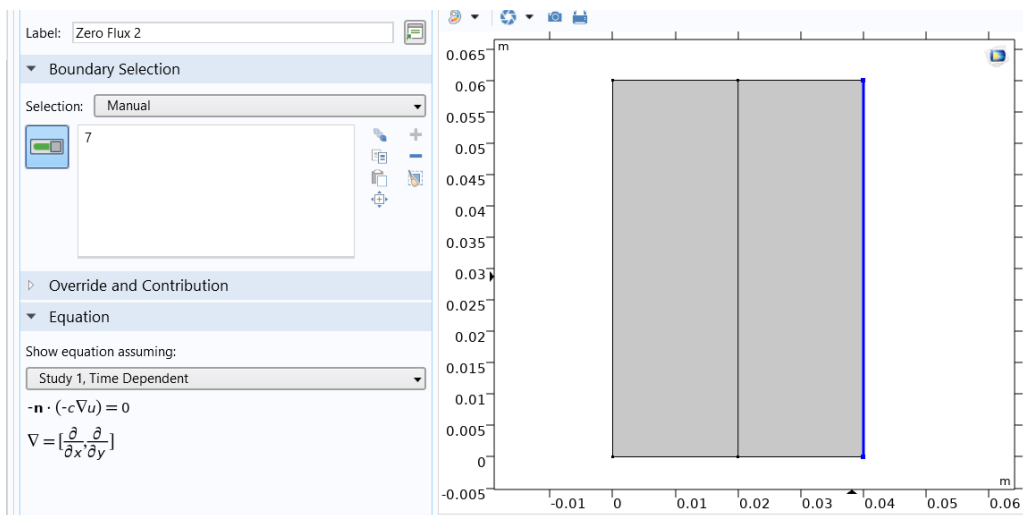 Label: Zero Flux 2
Boundary Selection
Selection: Manual
7
Override and Contribution
Equation
Show equation assuming:
Study 1, Time Dependent
-n · (-c∇u) = 0
∇ = [∂/∂x, ∂/∂y]
m
0.065
0.06
0.055
0.05
0.045
0.04
0.035
0.03
0.025
0.02
0.015
0.01
0.005
0
-0.005
m
-0.01 0 0.01 0.02 0.03 0.04 0.05 0.06